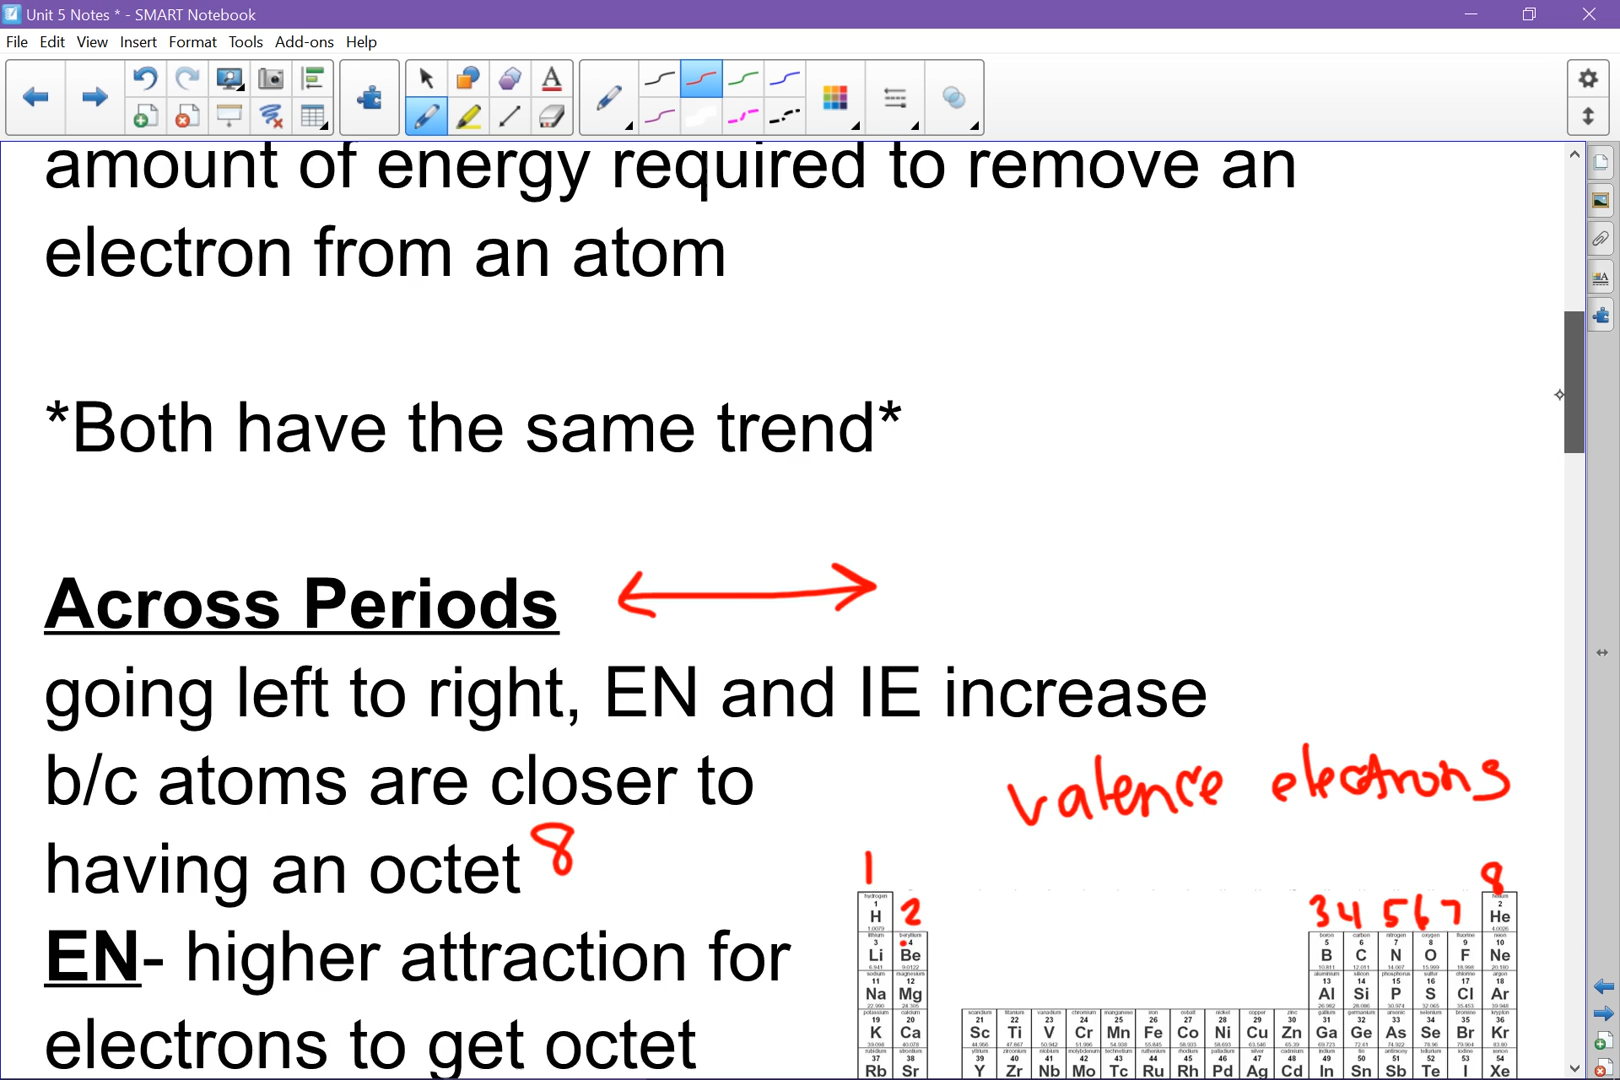 Unit 5 Notes * - SMART Notebook
File Edit View Insert Format Tools Add-ons Help
amount of energy required to remove an
electron from an atom
*Both have the same trend*
Across Periods
going left to right, EN and IE increase
b/c atoms are closer to
valence electrons
having an octet 8
1 8
2 3 4 5 6 7
H He
EN- higher attraction for
Li Be B C N O F Ne
Na Mg Al Si P S Cl Ar
electrons to get octet
K Ca Sc Ti V Cr Mn Fe Co Ni Cu Zn Ga Ge As Se Br Kr
Rb Sr Y Zr Nb Mo Tc Ru Rh Pd Ag Cd In Sn Sb Te I Xe